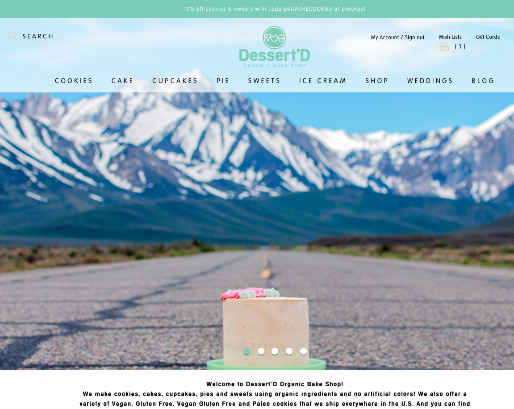 10% off cookies & sweets with code EATMORECOOKIES at checkout
SEARCH
My Account / Sign out
Wish Lists
Gift Cards
( 1 )
Dessert'D
ORGANIC BAKE SHOP
COOKIES CAKE CUPCAKES PIE SWEETS ICE CREAM SHOP WEDDINGS BLOG
Welcome to Dessert'D Organic Bake Shop!
We make cookies, cakes, cupcakes, pies and sweets using organic ingredients and no artificial colors! We also offer a
variety of Vegan, Gluten Free, Vegan Gluten Free and Paleo cookies that we ship everywhere in the U.S. And you can find